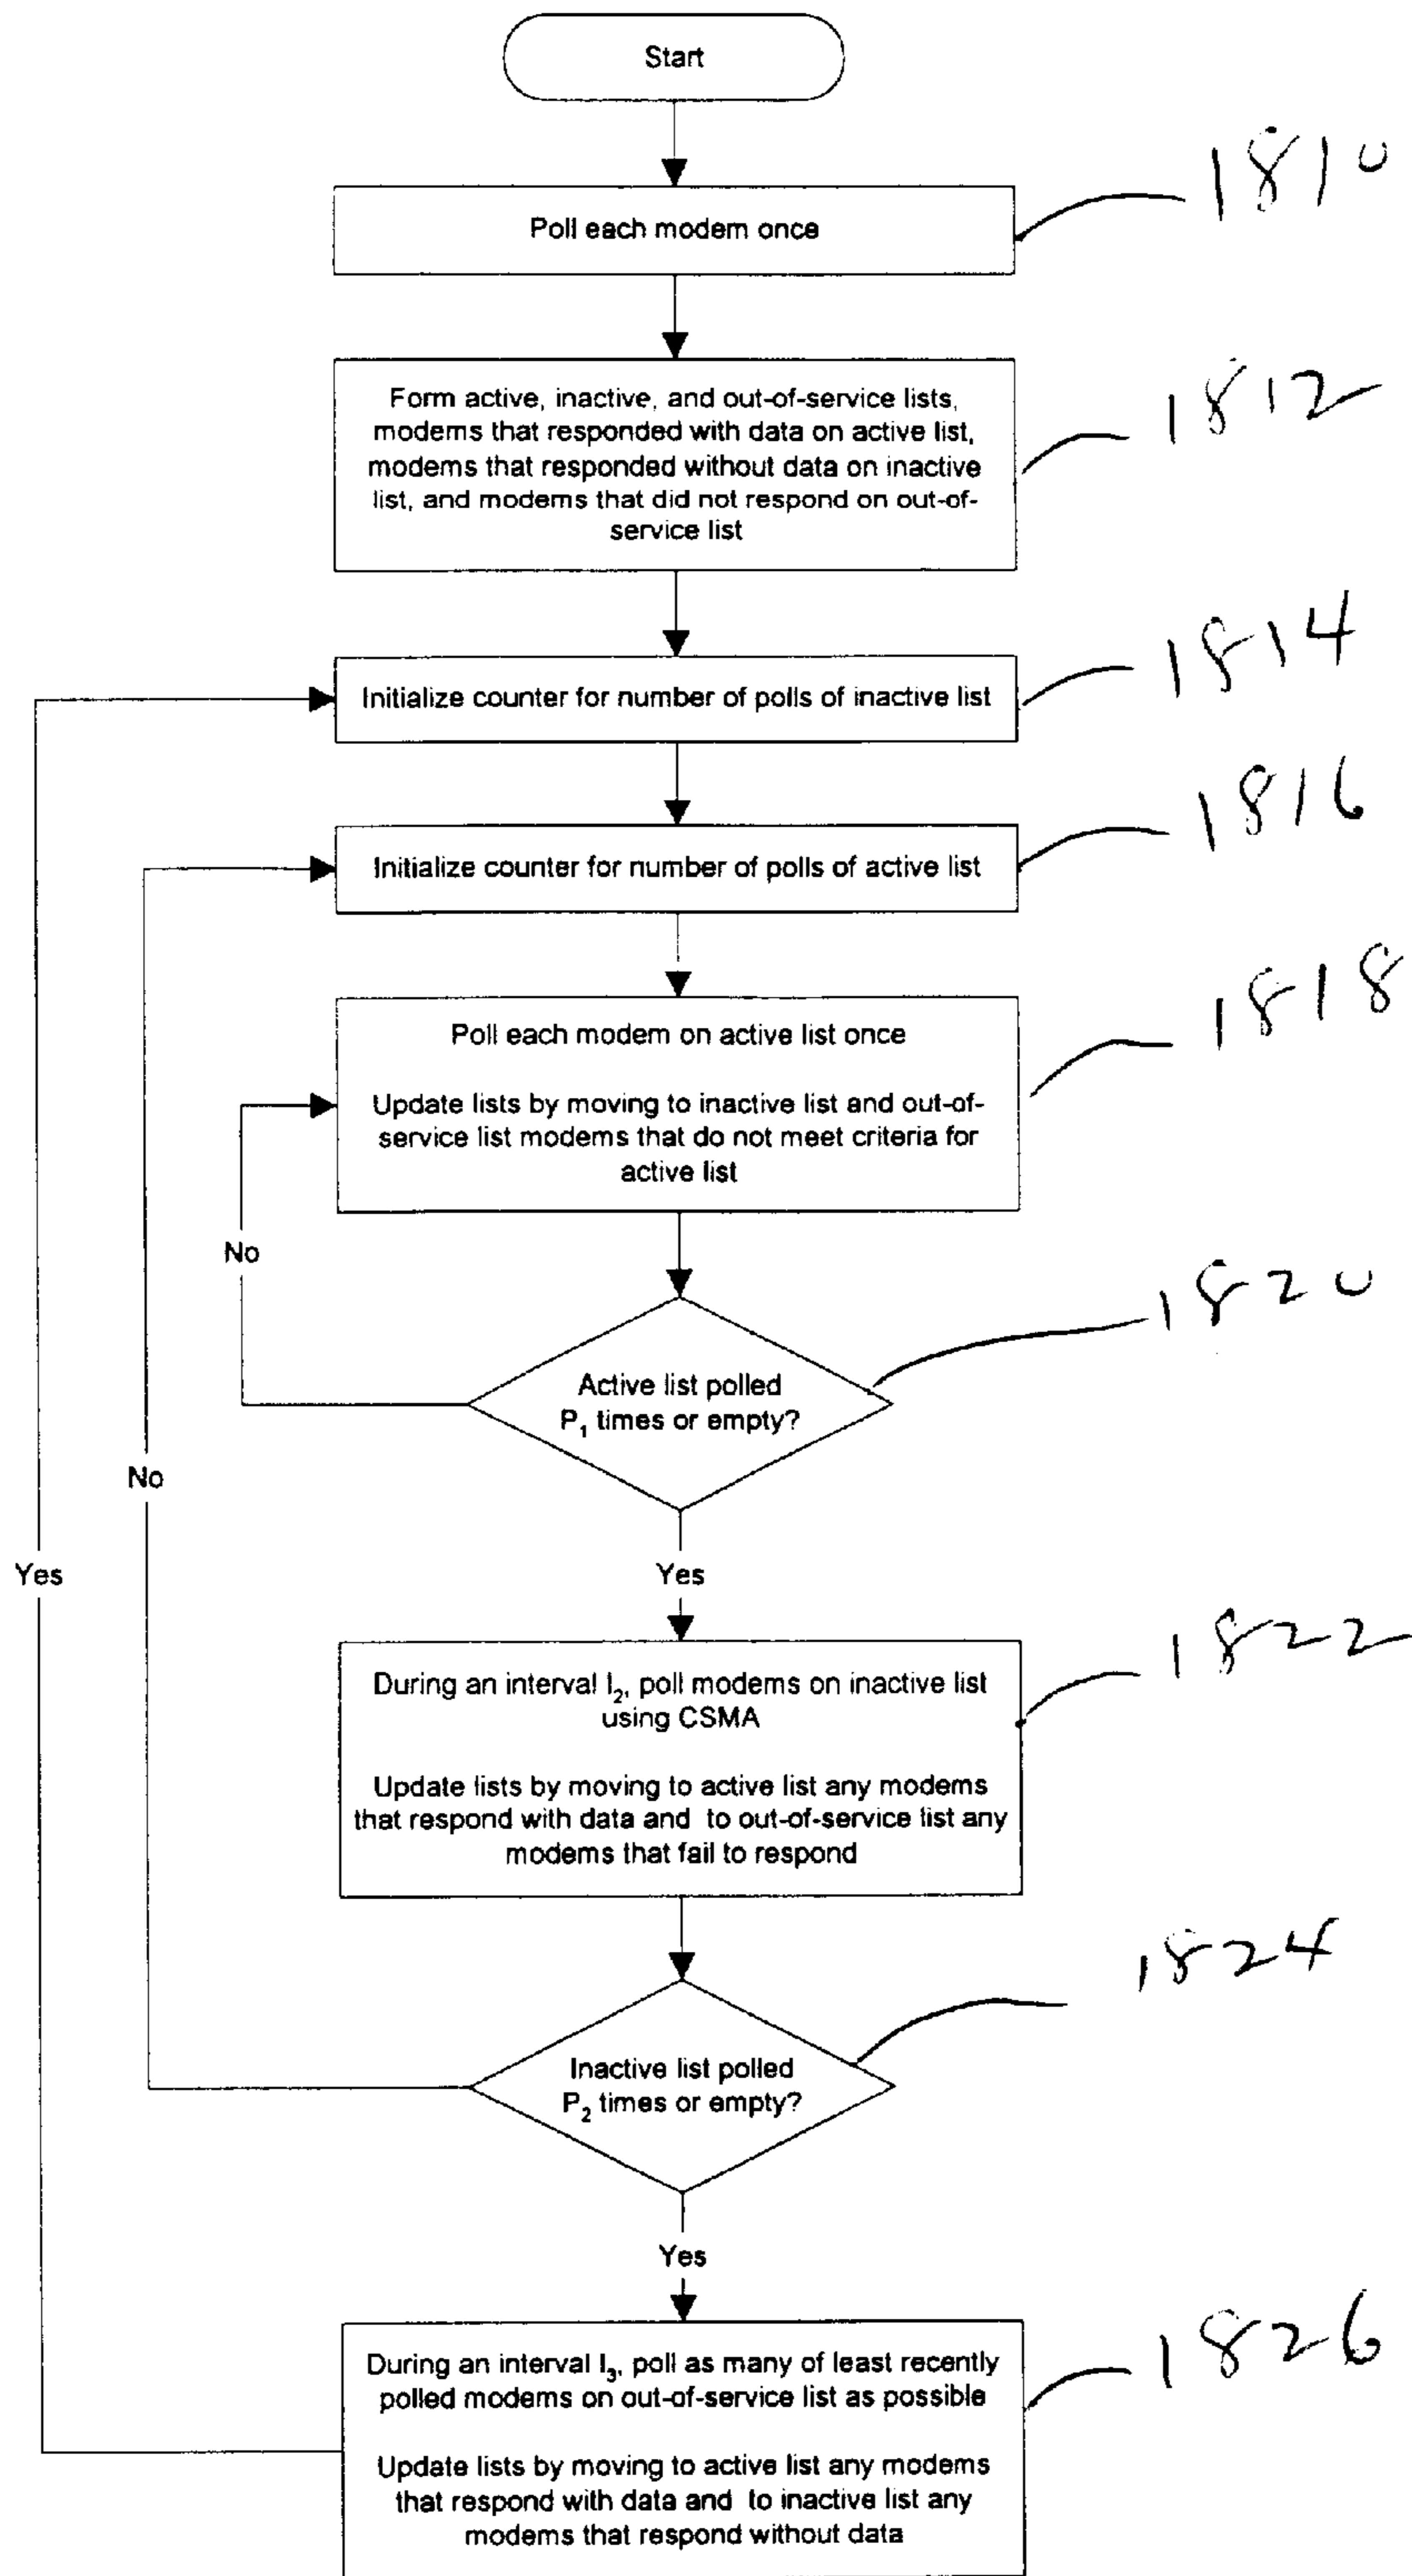 Start
Poll each modem once
1810
Form active, inactive, and out-of-service lists,
modems that responded with data on active list,
modems that responded without data on inactive
list, and modems that did not respond on out-of-
service list
1812
Initialize counter for number of polls of inactive list
1814
Initialize counter for number of polls of active list
1816
Poll each modem on active list once
Update lists by moving to inactive list and out-of-
service list modems that do not meet criteria for
active list
1818
No
Active list polled
P₁ times or empty?
1820
No
Yes
Yes
During an interval I₂, poll modems on inactive list
using CSMA
Update lists by moving to active list any modems
that respond with data and to out-of-service list any
modems that fail to respond
1822
Inactive list polled
P₂ times or empty?
1824
Yes
During an interval I₃, poll as many of least recently
polled modems on out-of-service list as possible
Update lists by moving to active list any modems
that respond with data and to inactive list any
modems that respond without data
1826